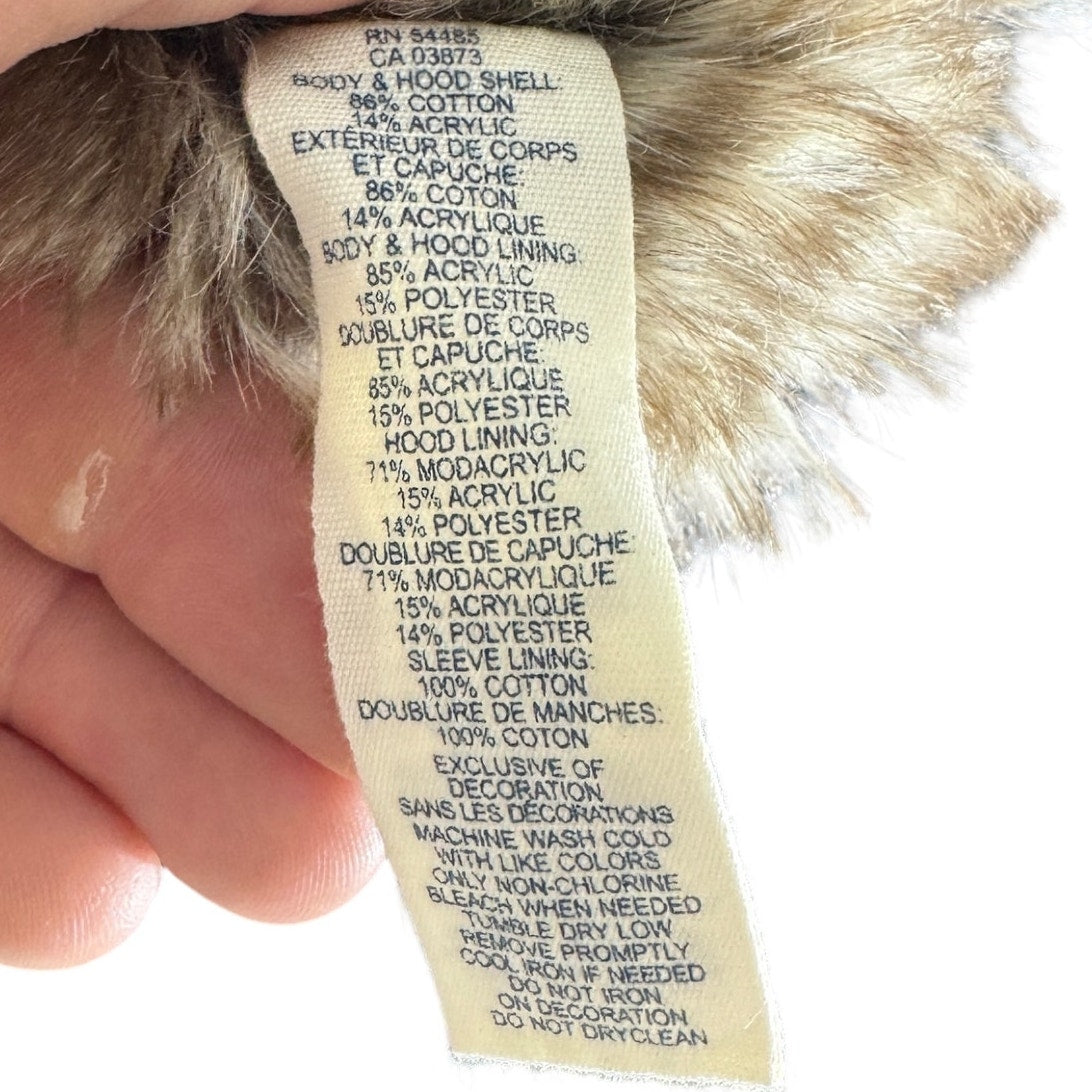 RN 54485
CA 03873
BODY & HOOD SHELL:
86% COTTON
14% ACRYLIC
EXTÉRIEUR DE CORPS
ET CAPUCHE:
86% COTON
14% ACRYLIQUE
BODY & HOOD LINING:
85% ACRYLIC
15% POLYESTER
DOUBLURE DE CORPS
ET CAPUCHE:
85% ACRYLIQUE
15% POLYESTER
HOOD LINING:
71% MODACRYLIC
15% ACRYLIC
14% POLYESTER
DOUBLURE DE CAPUCHE:
71% MODACRYLIQUE
15% ACRYLIQUE
14% POLYESTER
SLEEVE LINING:
100% COTTON
DOUBLURE DE MANCHES:
100% COTON
EXCLUSIVE OF
DECORATION
SANS LES DÉCORATIONS
MACHINE WASH COLD
WITH LIKE COLORS
ONLY NON-CHLORINE
BLEACH WHEN NEEDED
TUMBLE DRY LOW
REMOVE PROMPTLY
COOL IRON IF NEEDED
DO NOT IRON
ON DECORATION
DO NOT DRYCLEAN